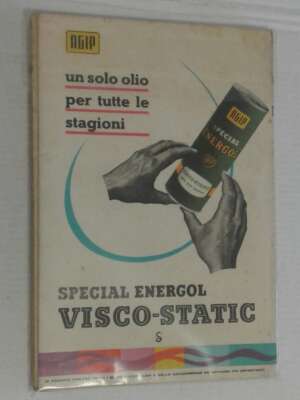 AGIP
un solo olio
per tutte le
stagioni
AGIP
SPECIAL
ENERGOL
SPECIAL ENERGOL
VISCO-STATIC